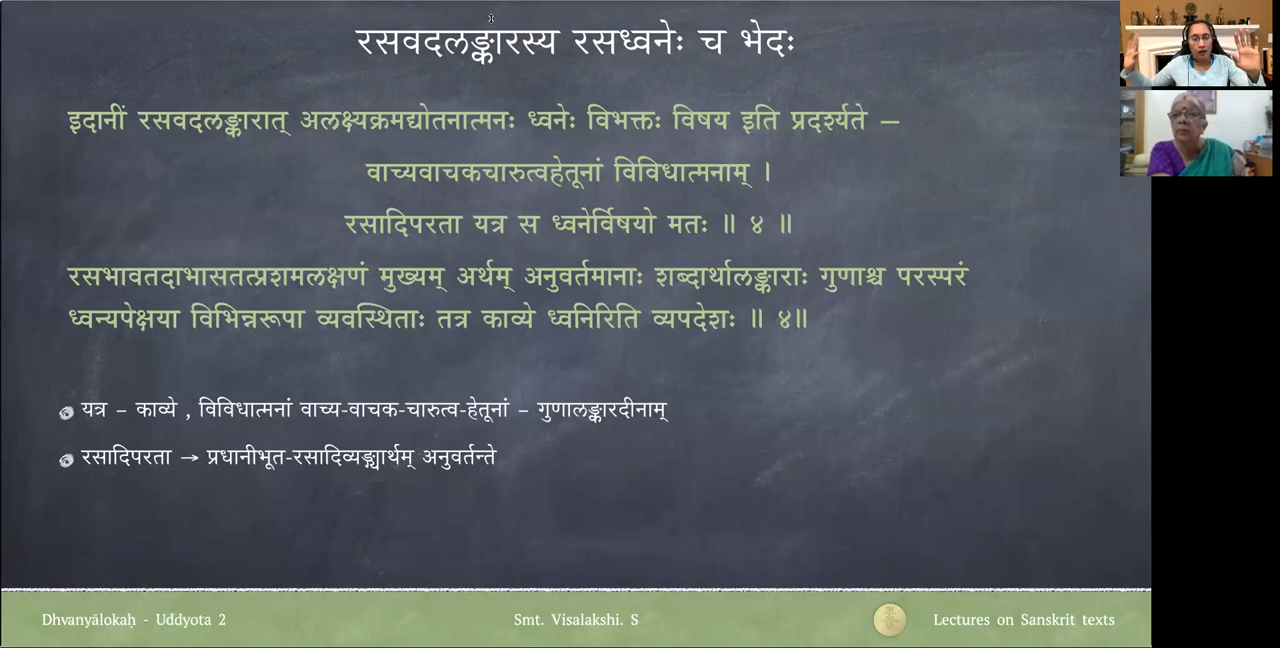 रसवदलङ्कारस्य रसध्वनेः च भेदः
इदानीं रसवदलङ्कारात् अलक्ष्यक्रमद्योतनात्मनः ध्वनेः विभक्तः विषय इति प्रदर्श्यते –
वाच्यवाचकचारुत्वहेतूनां विविधात्मनाम् ।
रसादिपरता यत्र स ध्वनेर्विषयो मतः ॥ ४ ॥
रसभावतदाभासतत्प्रशमलक्षणं मुख्यम् अर्थम् अनुवर्तमानाः शब्दार्थालङ्काराः गुणाश्च परस्परं
ध्वन्यपेक्षया विभिन्नरूपा व्यवस्थिताः तत्र काव्ये ध्वनिरिति व्यपदेशः ॥ ४॥
यत्र – काव्ये , विविधात्मनां वाच्य-वाचक-चारुत्व-हेतूनां – गुणालङ्कारदीनाम्
रसादिपरता → प्रधानीभूत-रसादिव्यङ्ग्यार्थम् अनुवर्तन्ते
Dhvanyālokaḥ - Uddyota 2
Smt. Visalakshi. S
Lectures on Sanskrit texts